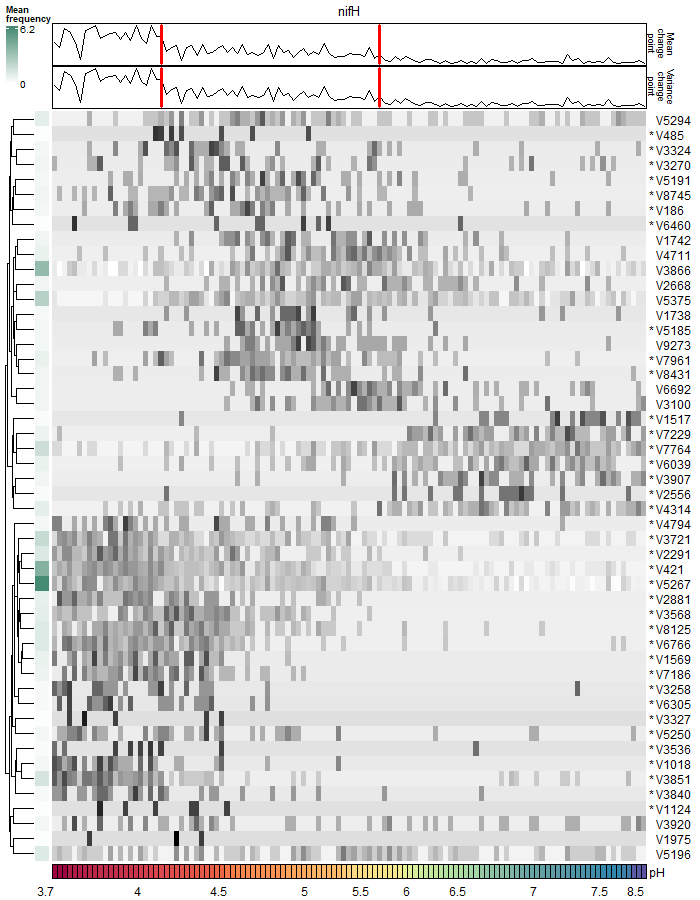 Mean
frequency
6.2
0
nifH
Mean
change
point
Variance
change
point
V5294
* V485
* V3324
* V3270
* V5191
* V8745
* V186
* V6460
V1742
V4711
V3866
V2668
V5375
V1738
* V5185
V9273
* V7961
* V8431
V6692
V3100
* V1517
* V7229
* V7764
* V6039
* V3907
* V2556
* V4314
* V4794
* V3721
* V2291
* V421
* V5267
* V2881
* V3568
* V8125
* V6766
* V1569
* V7186
* V3258
* V6305
* V3327
* V5250
* V3536
* V1018
* V3851
* V3840
* V1124
V3920
V1975
V5196
pH
3.7 4 4.5 5 5.5 6 6.5 7 7.5 8.5